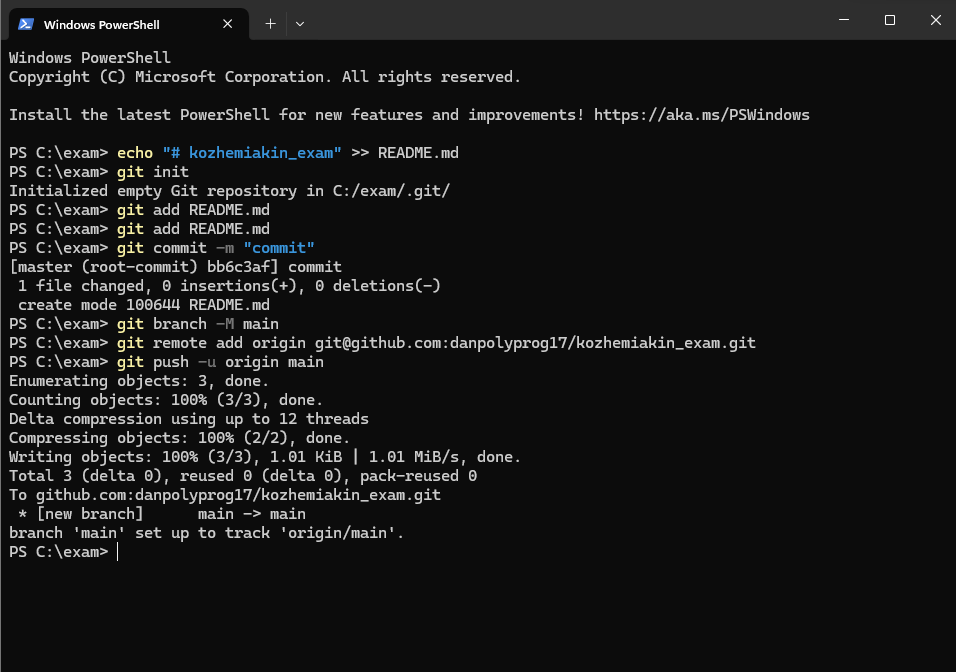 Windows PowerShell
Windows PowerShell
Copyright (C) Microsoft Corporation. All rights reserved.
Install the latest PowerShell for new features and improvements! https://aka.ms/PSWindows
PS C:\exam> echo "# kozhemiakin_exam" >> README.md
PS C:\exam> git init
Initialized empty Git repository in C:/exam/.git/
PS C:\exam> git add README.md
PS C:\exam> git add README.md
PS C:\exam> git commit -m "commit"
[master (root-commit) bb6c3af] commit
 1 file changed, 0 insertions(+), 0 deletions(-)
 create mode 100644 README.md
PS C:\exam> git branch -M main
PS C:\exam> git remote add origin git@github.com:danpolyprog17/kozhemiakin_exam.git
PS C:\exam> git push -u origin main
Enumerating objects: 3, done.
Counting objects: 100% (3/3), done.
Delta compression using up to 12 threads
Compressing objects: 100% (2/2), done.
Writing objects: 100% (3/3), 1.01 KiB | 1.01 MiB/s, done.
Total 3 (delta 0), reused 0 (delta 0), pack-reused 0
To github.com:danpolyprog17/kozhemiakin_exam.git
 * [new branch]      main -> main
branch 'main' set up to track 'origin/main'.
PS C:\exam>